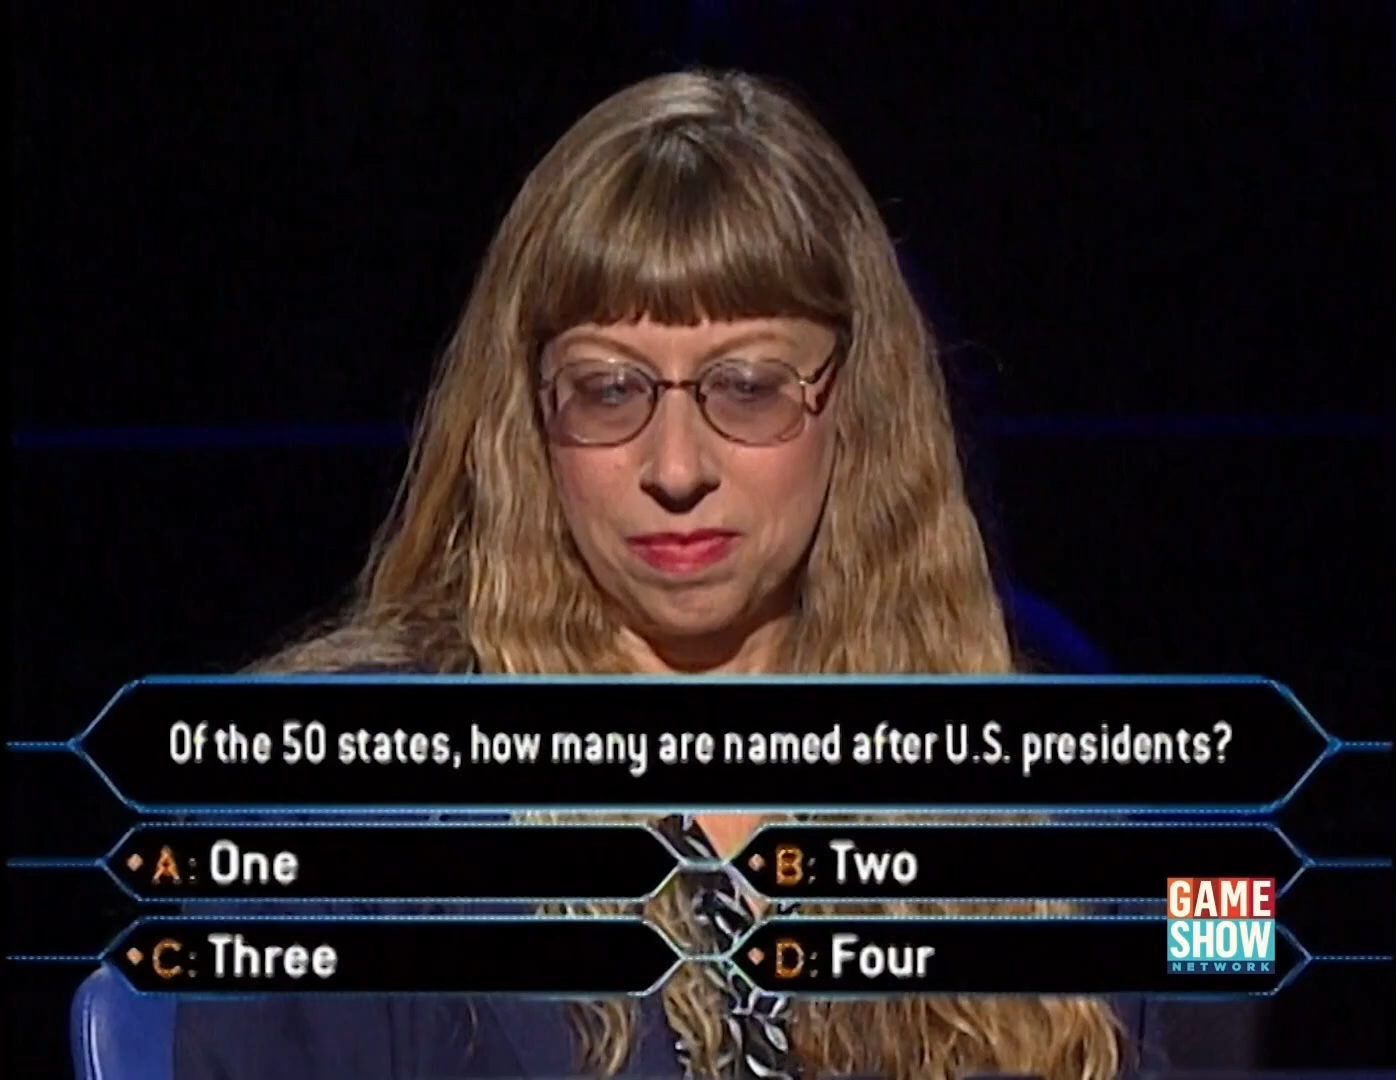 Of the 50 states, how many are named after U.S. presidents?
A: One
B: Two
C: Three
D: Four
GAME
SHOW
NETWORK